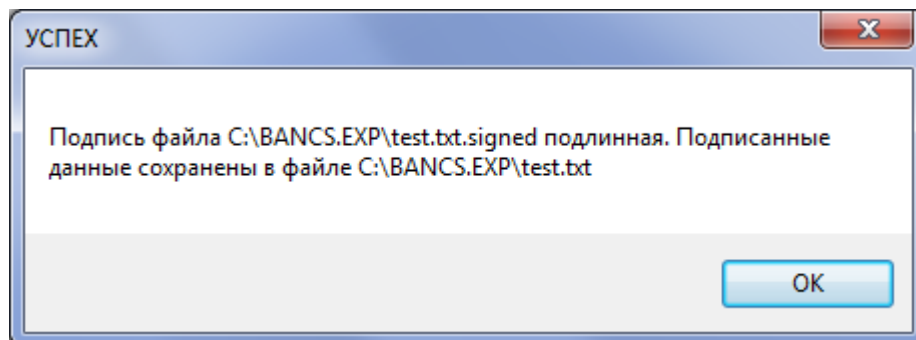 УСПЕХ
Подпись файла C:\BANCS.EXP\test.txt.signed подлинная. Подписанные
данные сохранены в файле C:\BANCS.EXP\test.txt
OK